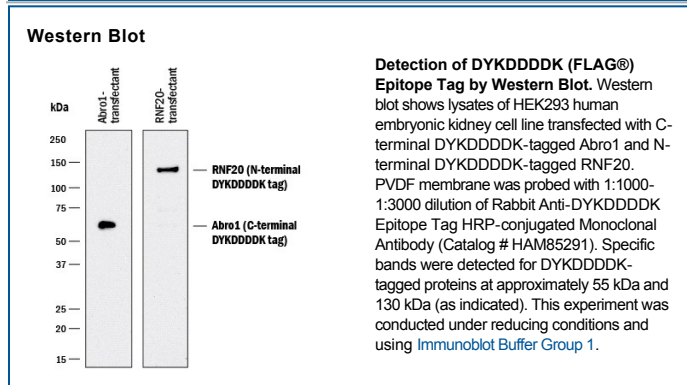 Western Blot
kDa
Abro1-
transfectant
RNF20-
transfectant
250
150
100
75
50
37
25
20
15
RNF20 (N-terminal
DYKDDDDK tag)
Abro1 (C-terminal
DYKDDDDK tag)
Detection of DYKDDDDK (FLAG®)
Epitope Tag by Western Blot. Western
blot shows lysates of HEK293 human
embryonic kidney cell line transfected with C-
terminal DYKDDDDK-tagged Abro1 and N-
terminal DYKDDDDK-tagged RNF20.
PVDF membrane was probed with 1:1000-
1:3000 dilution of Rabbit Anti-DYKDDDDK
Epitope Tag HRP-conjugated Monoclonal
Antibody (Catalog # HAM85291). Specific
bands were detected for DYKDDDDK-
tagged proteins at approximately 55 kDa and
130 kDa (as indicated). This experiment was
conducted under reducing conditions and
using Immunoblot Buffer Group 1.